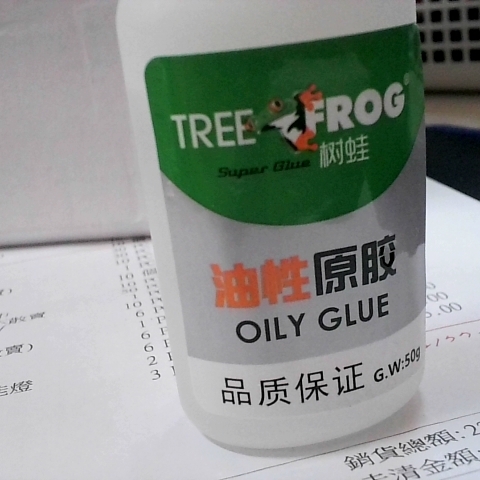 TREE FROG
Super Glue 树蛙
油性原胶
OILY GLUE
品质保证 G.W:50g
銷貨總額:2